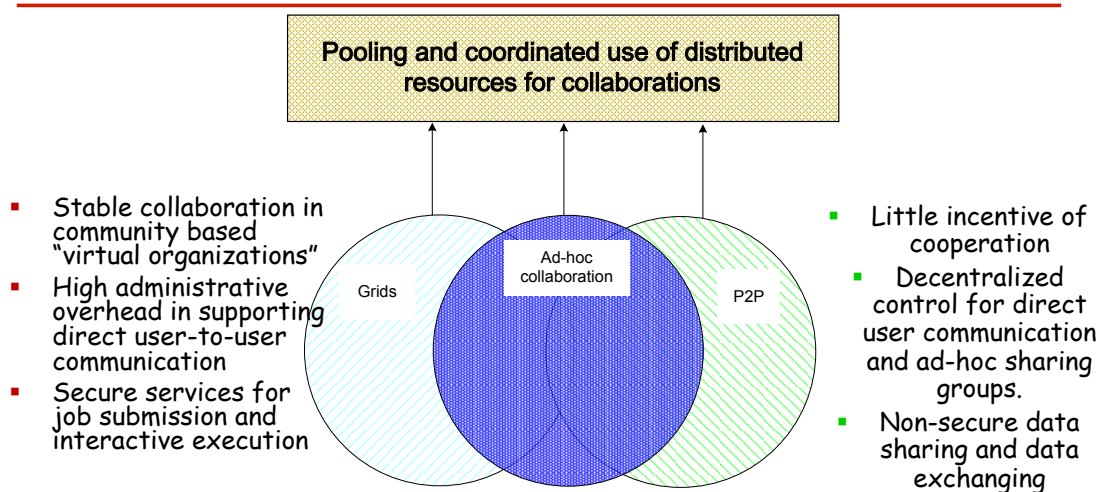 Pooling and coordinated use of distributed
resources for collaborations
Stable collaboration in
community based
“virtual organizations”
High administrative
overhead in supporting
direct user-to-user
communication
Secure services for
job submission and
interactive execution
Grids
Ad-hoc
collaboration
P2P
Little incentive of
cooperation
Decentralized
control for direct
user communication
and ad-hoc sharing
groups.
Non-secure data
sharing and data
exchanging